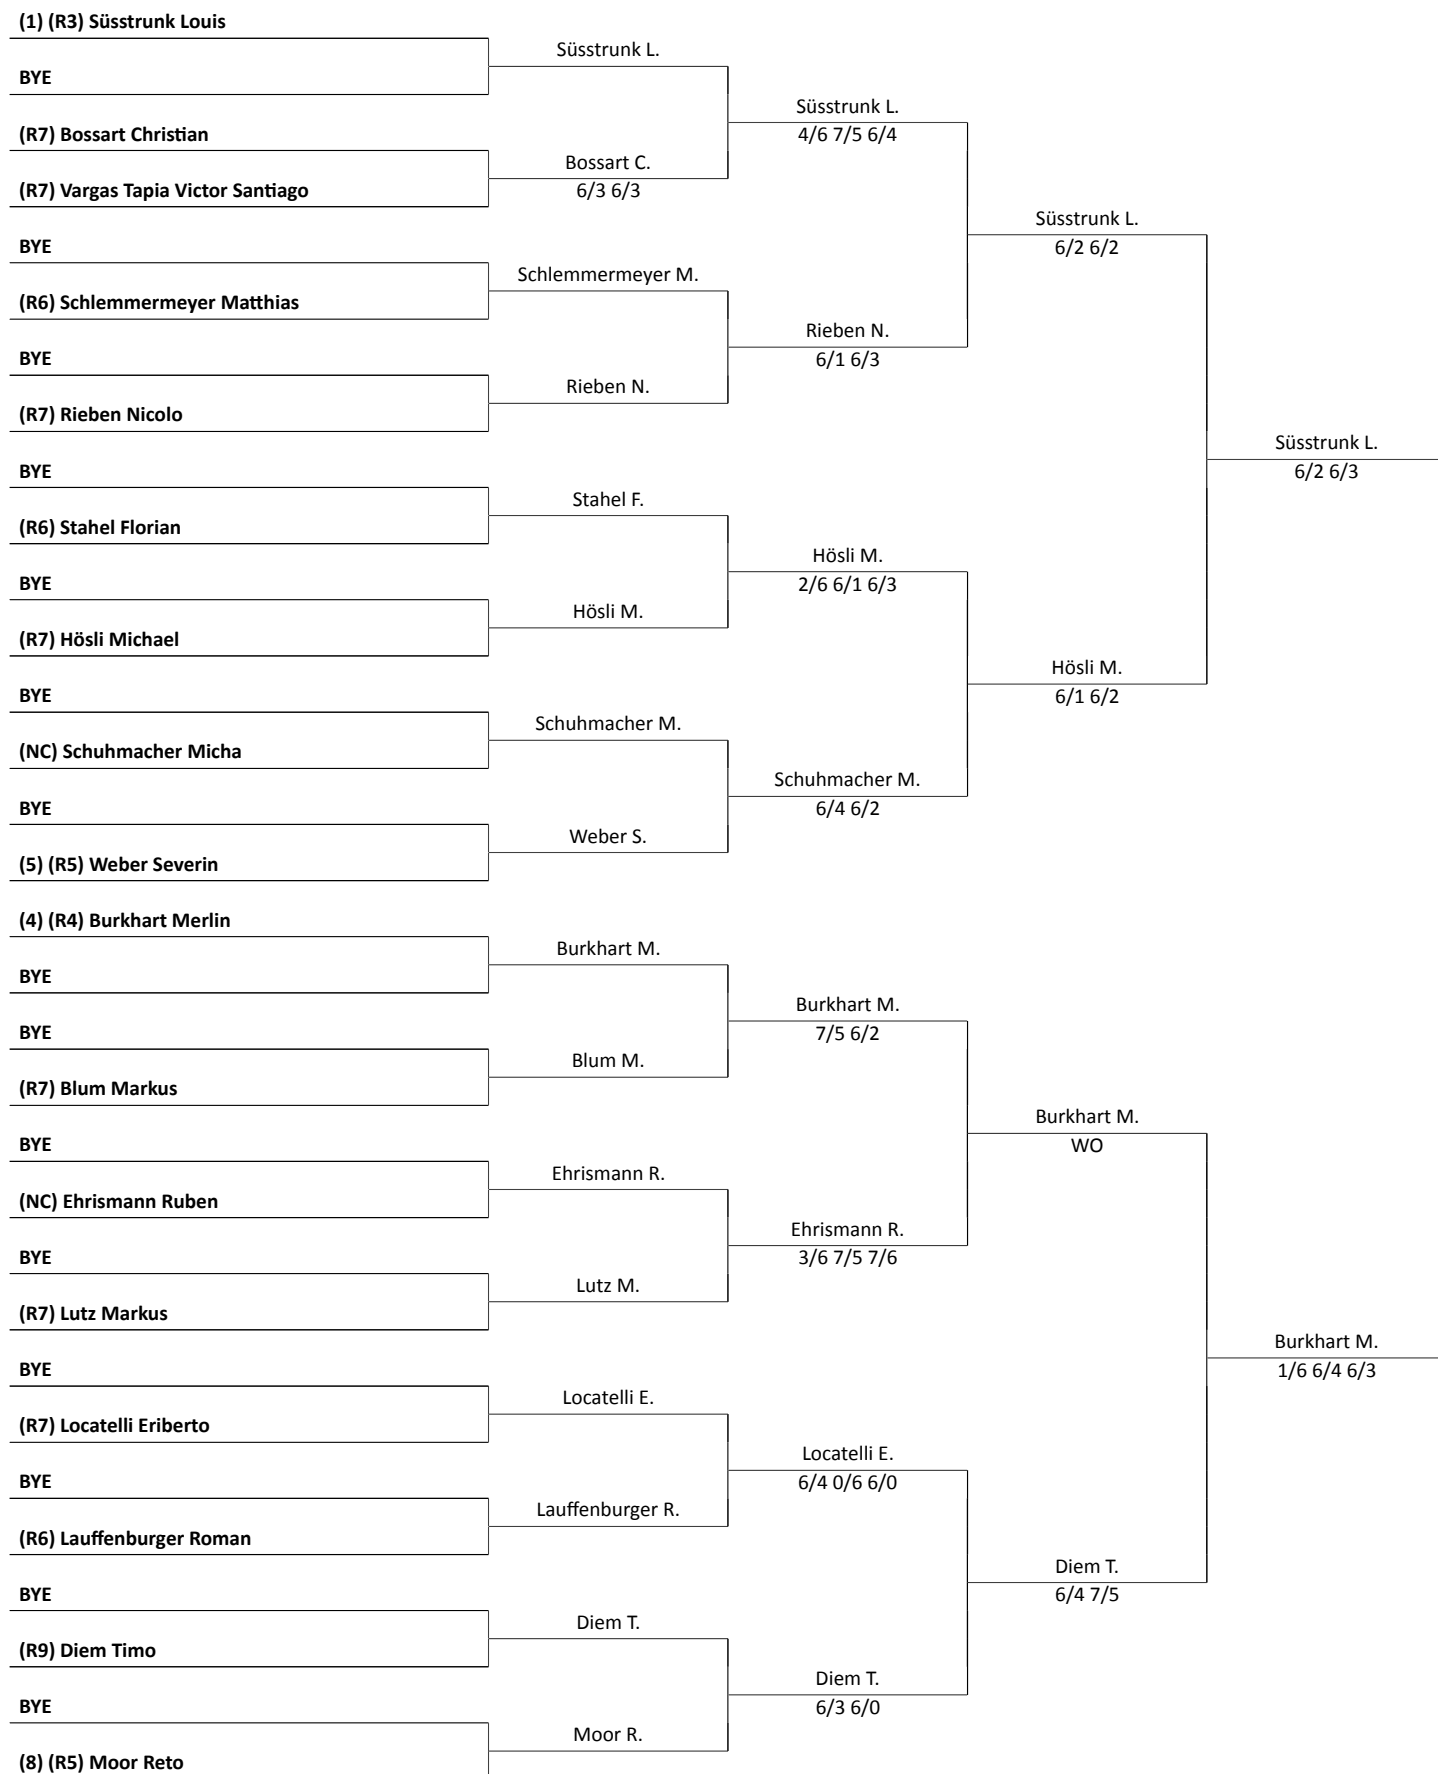 (1) (R3) Süsstrunk Louis
BYE
(R7) Bossart Christian
(R7) Vargas Tapia Victor Santiago
BYE
(R6) Schlemmermeyer Matthias
BYE
(R7) Rieben Nicolo
BYE
(R6) Stahel Florian
BYE
(R7) Hösli Michael
BYE
(NC) Schuhmacher Micha
BYE
(5) (R5) Weber Severin
(4) (R4) Burkhart Merlin
BYE
BYE
(R7) Blum Markus
BYE
(NC) Ehrismann Ruben
BYE
(R7) Lutz Markus
BYE
(R7) Locatelli Eriberto
BYE
(R6) Lauffenburger Roman
BYE
(R9) Diem Timo
BYE
(8) (R5) Moor Reto
Süsstrunk L.
Bossart C.
6/3 6/3
Schlemmermeyer M.
Rieben N.
Stahel F.
Hösli M.
Schuhmacher M.
Weber S.
Burkhart M.
Blum M.
Ehrismann R.
Lutz M.
Locatelli E.
Lauffenburger R.
Diem T.
Moor R.
Süsstrunk L.
4/6 7/5 6/4
Rieben N.
6/1 6/3
Hösli M.
2/6 6/1 6/3
Schuhmacher M.
6/4 6/2
Burkhart M.
7/5 6/2
Ehrismann R.
3/6 7/5 7/6
Locatelli E.
6/4 0/6 6/0
Diem T.
6/3 6/0
Süsstrunk L.
6/2 6/2
Hösli M.
6/1 6/2
Burkhart M.
WO
Diem T.
6/4 7/5
Süsstrunk L.
6/2 6/3
Burkhart M.
1/6 6/4 6/3